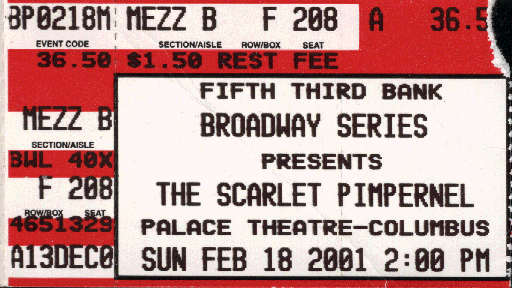 BP0218M MEZZ B F 208 A 36.5
EVENT CODE SECTION/AISLE ROW/BOX SEAT
36.50 $1.50 REST FEE
FIFTH THIRD BANK
MEZZ B BROADWAY SERIES
SECTION/AISLE
BWL 40X PRESENTS
F 208 THE SCARLET PIMPERNEL
ROW/BOX SEAT
4651329 PALACE THEATRE-COLUMBUS
A13DEC0 SUN FEB 18 2001 2:00 PM